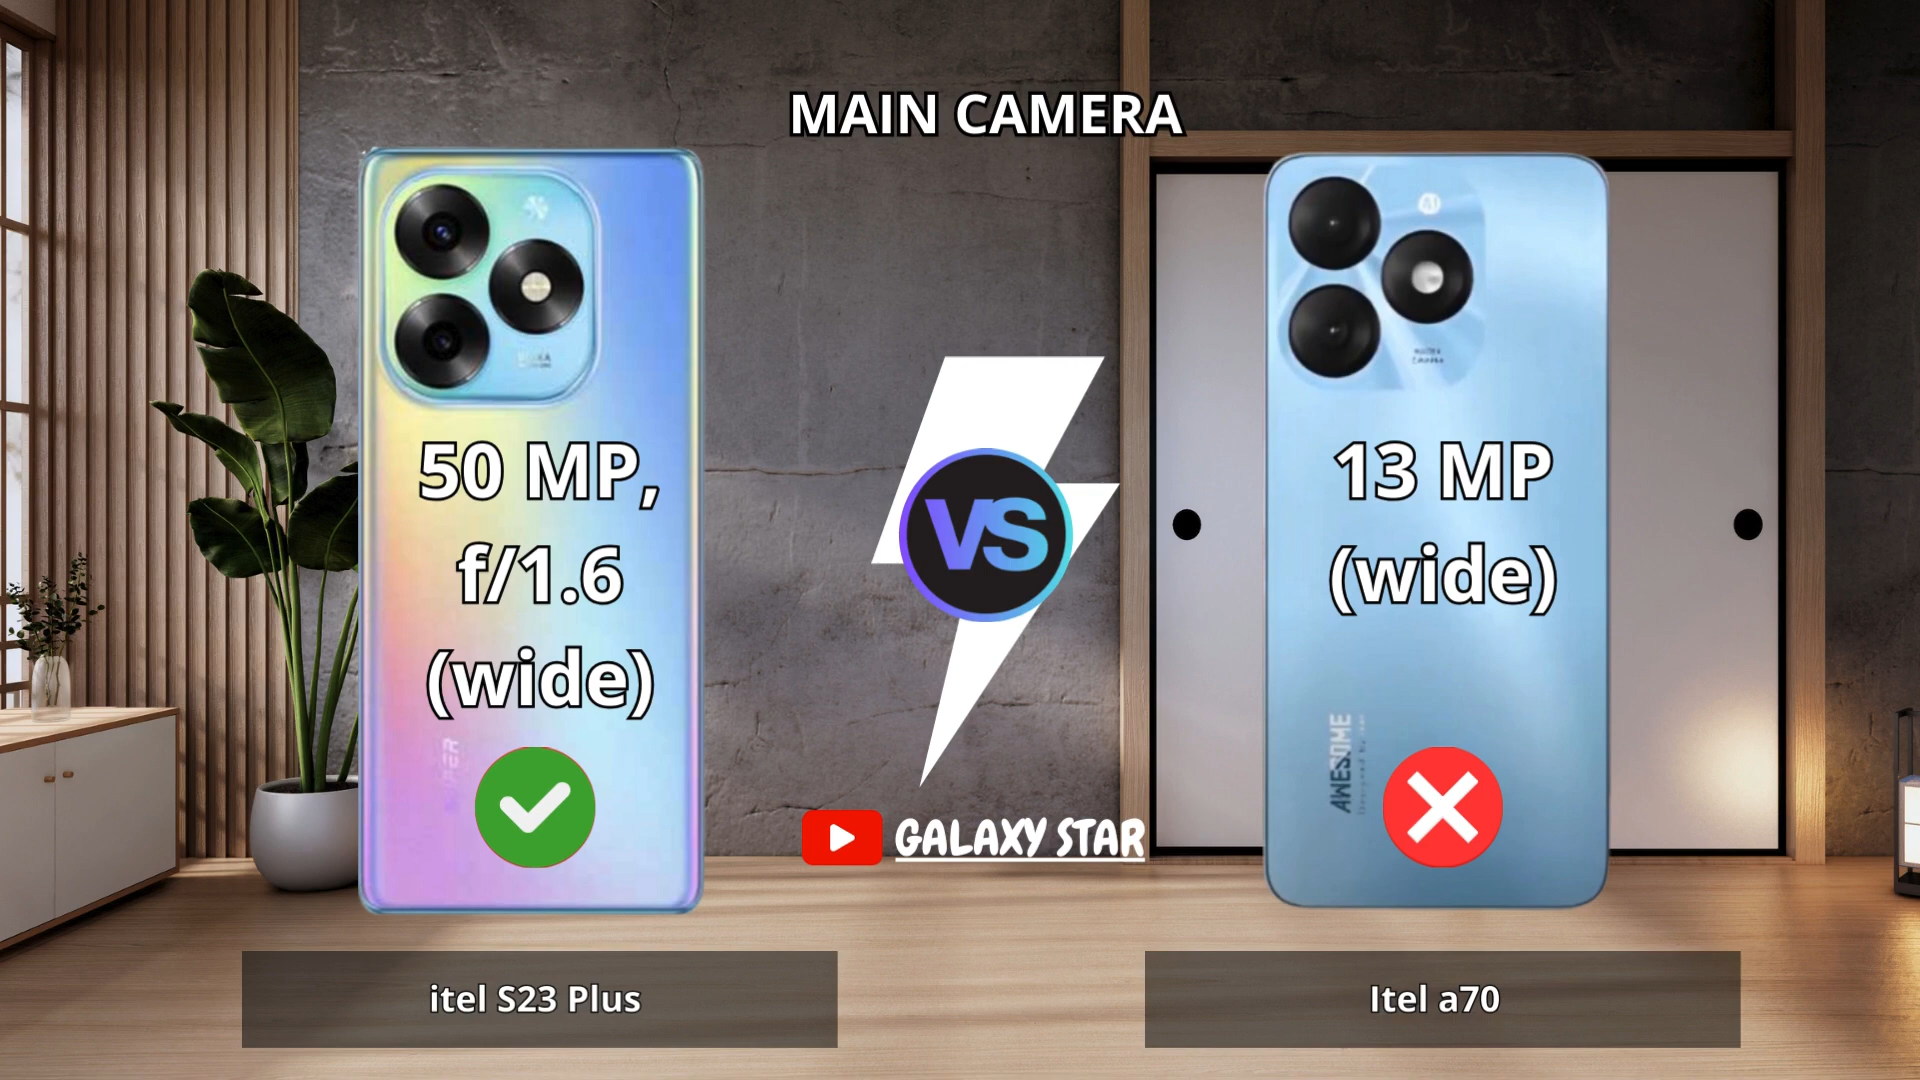 MAIN CAMERA
50 MP,
f/1.6
(wide)
VS
13 MP
(wide)
AWESOME
GALAXY STAR
itel S23 Plus
Itel a70